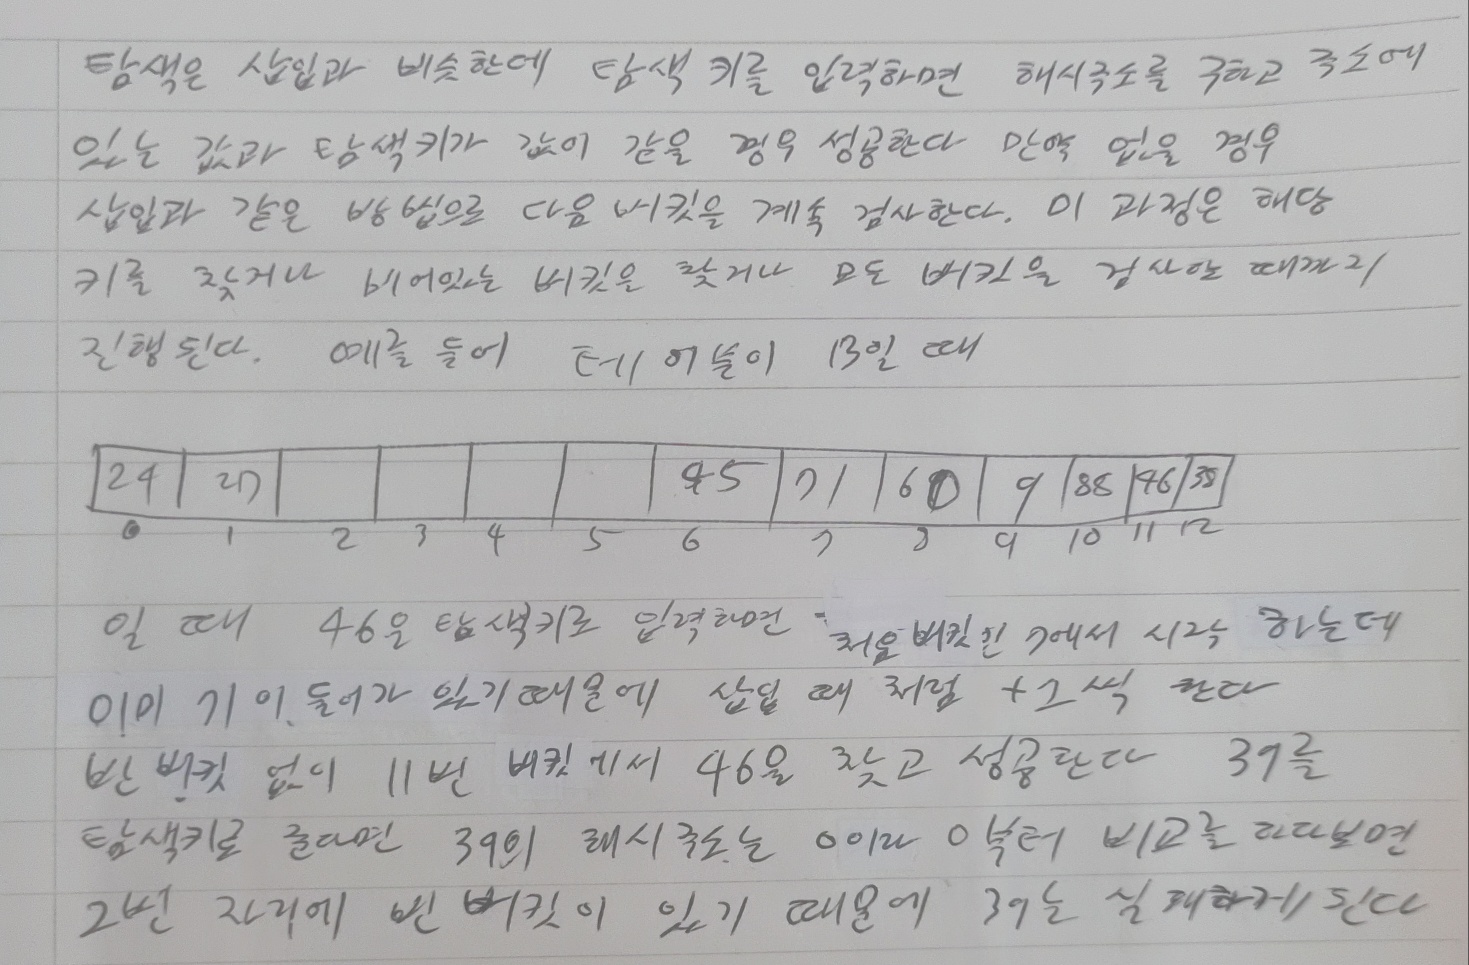 탐색은 삽입과 비슷한데 탐색 키를 입력하면 해시주소를 구하고 주소에
있는 값과 탐색키가 값이 같을 경우 성공한다 만약 없을 경우
삽입과 같은 방법으로 다음 버킷을 계속 검사한다. 이 과정은 해당
키를 찾거나 비어있는 버킷을 찾거나 모든 버킷을 검사할 때까지
진행된다. 예를 들어 테이블이 13일 때
24 27 45 71 60 9 88 46 38
0 1 2 3 4 5 6 7 8 9 10 11 12
일 때 46을 탐색키로 입력하면 처음 버킷인 7에서 시작 하는데
이미 71이 들어가 있기때문에 삽입 때 처럼 +1씩 한다
빈 버킷 없이 11번 버킷에서 46을 찾고 성공한다 39를
탐색키로 준다면 39의 해시주소는 0이라 0부터 비교를 하다보면
2번 자리에 빈 버킷이 있기 때문에 39는 실패하게 된다